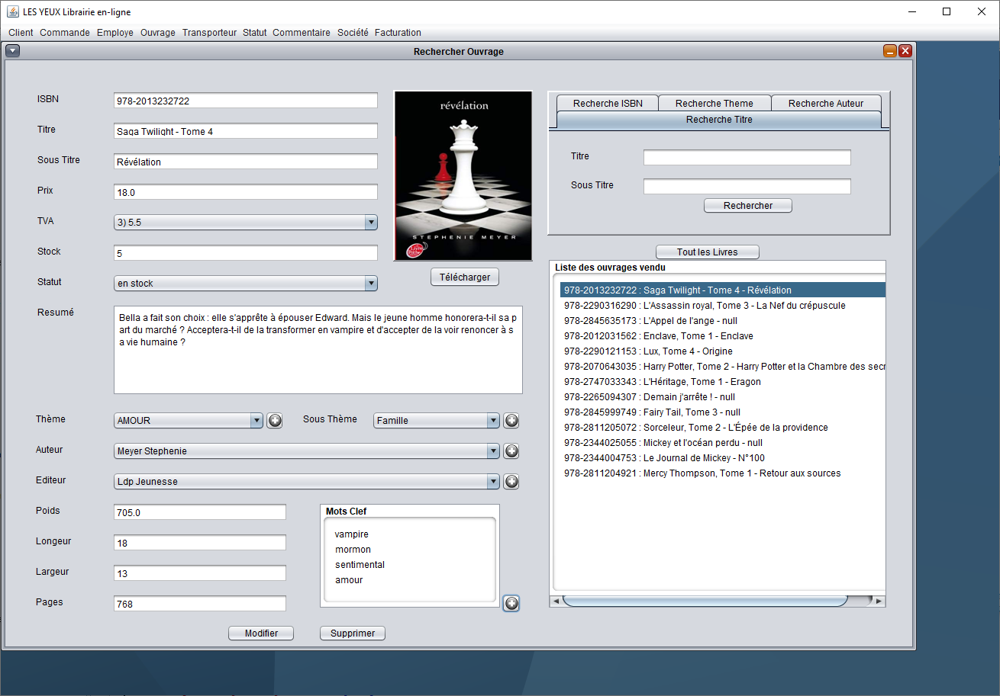 LES YEUX Librairie en-ligne
Client Commande Employe Ouvrage Transporteur Statut Commentaire Société Facturation
Rechercher Ouvrage
ISBN 978-2013232722
Titre Saga Twilight - Tome 4
Sous Titre Révélation
Prix 18.0
TVA 3) 5.5
Stock 5
Statut en stock
Resumé
Bella a fait son choix : elle s'apprête à épouser Edward. Mais le jeune homme honorera-t-il sa p
art du marché ? Acceptera-t-il de la transformer en vampire et d'accepter de la voir renoncer à s
a vie humaine ?
Thème AMOUR Sous Thème Famille
Auteur Meyer Stephenie
Editeur Ldp Jeunesse
Poids 705.0
Longeur 18
Largeur 13
Pages 768
Mots Clef
vampire
mormon
sentimental
amour
Modifier Supprimer
révélation
STEPHENIE MEYER
Télécharger
Recherche ISBN Recherche Theme Recherche Auteur
Recherche Titre
Titre
Sous Titre
Rechercher
Tout les Livres
Liste des ouvrages vendu
978-2013232722 : Saga Twilight - Tome 4 - Révélation
978-2290316290 : L'Assassin royal, Tome 3 - La Nef du crépuscule
978-2845635173 : L'Appel de l'ange - null
978-2012031562 : Enclave, Tome 1 - Enclave
978-2290121153 : Lux, Tome 4 - Origine
978-2070643035 : Harry Potter, Tome 2 - Harry Potter et la Chambre des secr
978-2747033343 : L'Héritage, Tome 1 - Eragon
978-2265094307 : Demain j'arrête ! - null
978-2845999749 : Fairy Tail, Tome 3 - null
978-2811205072 : Sorceleur, Tome 2 - L'Épée de la providence
978-2344025055 : Mickey et l'océan perdu - null
978-2344004753 : Le Journal de Mickey - N°100
978-2811204921 : Mercy Thompson, Tome 1 - Retour aux sources